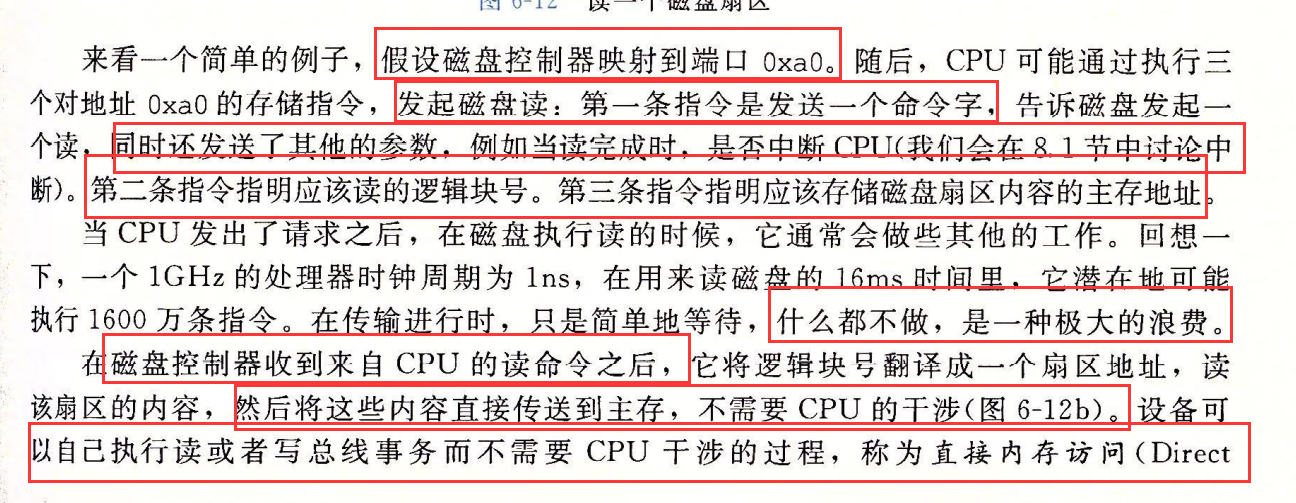 图 6-12 读一个磁盘扇区
来看一个简单的例子，假设磁盘控制器映射到端口 0xa0。随后，CPU 可能通过执行三
个对地址 0xa0 的存储指令，发起磁盘读：第一条指令是发送一个命令字，告诉磁盘发起一
个读，同时还发送了其他的参数，例如当读完成时，是否中断 CPU(我们会在 8.1 节中讨论中
断)。第二条指令指明应该读的逻辑块号。第三条指令指明应该存储磁盘扇区内容的主存地址。
当 CPU 发出了请求之后，在磁盘执行读的时候，它通常会做些其他的工作。回想一
下，一个 1GHz 的处理器时钟周期为 1ns，在用来读磁盘的 16ms 时间里，它潜在地可能
执行 1600 万条指令。在传输进行时，只是简单地等待，什么都不做，是一种极大的浪费。
在磁盘控制器收到来自 CPU 的读命令之后，它将逻辑块号翻译成一个扇区地址，读
该扇区的内容，然后将这些内容直接传送到主存，不需要 CPU 的干涉(图 6-12b)。设备可
以自己执行读或者写总线事务而不需要 CPU 干涉的过程，称为直接内存访问(Direct